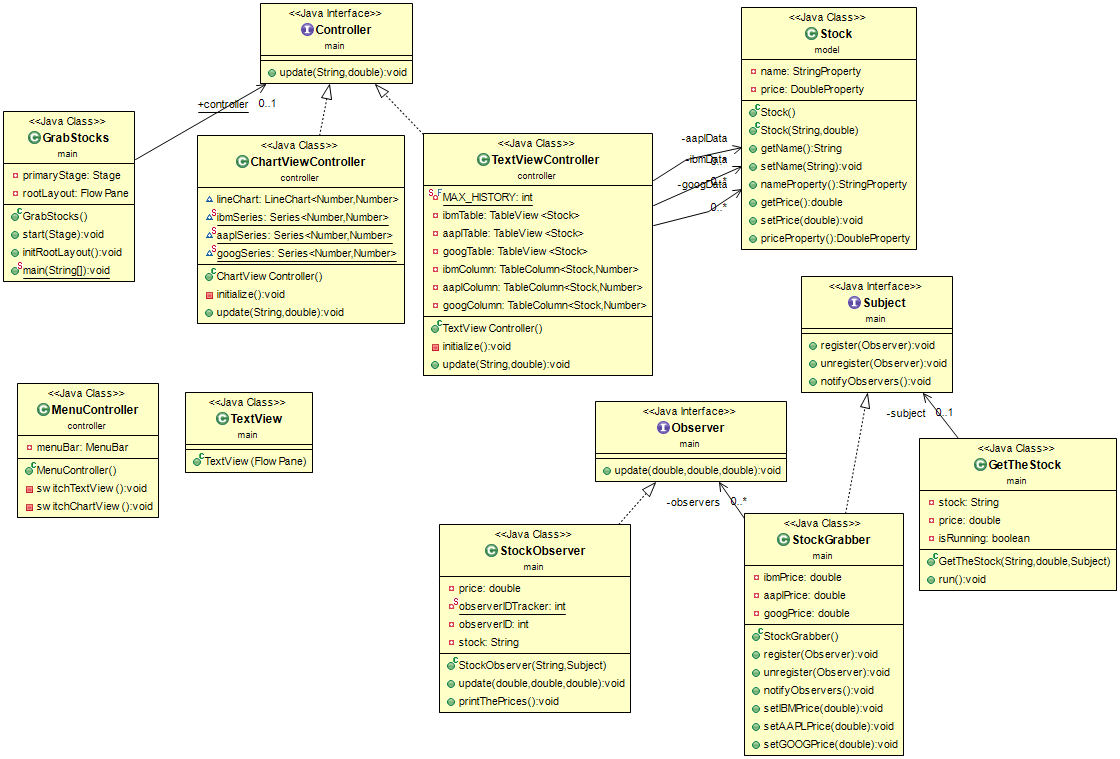 <<Java Interface>>
Controller
main
update(String,double):void
+controller
0..1
<<Java Class>>
GrabStocks
main
primaryStage: Stage
rootLayout: FlowPane
GrabStocks()
start(Stage):void
initRootLayout():void
main(String[]):void
<<Java Class>>
ChartViewController
controller
lineChart: LineChart<Number,Number>
ibmSeries: Series<Number,Number>
aaplSeries: Series<Number,Number>
googSeries: Series<Number,Number>
ChartViewController()
initialize():void
update(String,double):void
<<Java Class>>
TextViewController
controller
MAX_HISTORY: int
ibmTable: TableView<Stock>
aaplTable: TableView<Stock>
googTable: TableView<Stock>
ibmColumn: TableColumn<Stock,Number>
aaplColumn: TableColumn<Stock,Number>
googColumn: TableColumn<Stock,Number>
TextViewController()
initialize():void
update(String,double):void
-aaplData
-ibmData
0..*
-googData
0..*
0..*
<<Java Class>>
Stock
model
name: StringProperty
price: DoubleProperty
Stock()
Stock(String,double)
getName():String
setName(String):void
nameProperty():StringProperty
getPrice():double
setPrice(double):void
priceProperty():DoubleProperty
<<Java Interface>>
Subject
main
register(Observer):void
unregister(Observer):void
notifyObservers():void
<<Java Class>>
MenuController
controller
menuBar: MenuBar
MenuController()
switchTextView():void
switchChartView():void
<<Java Class>>
TextView
main
TextView(FlowPane)
<<Java Interface>>
Observer
main
update(double,double,double):void
-observers
0..*
-subject
0..1
<<Java Class>>
GetTheStock
main
stock: String
price: double
isRunning: boolean
GetTheStock(String,double,Subject)
run():void
<<Java Class>>
StockObserver
main
price: double
observerIDTracker: int
observerID: int
stock: String
StockObserver(String,Subject)
update(double,double,double):void
printThePrices():void
<<Java Class>>
StockGrabber
main
ibmPrice: double
aaplPrice: double
googPrice: double
StockGrabber()
register(Observer):void
unregister(Observer):void
notifyObservers():void
setIBMPrice(double):void
setAAPLPrice(double):void
setGOOGPrice(double):void